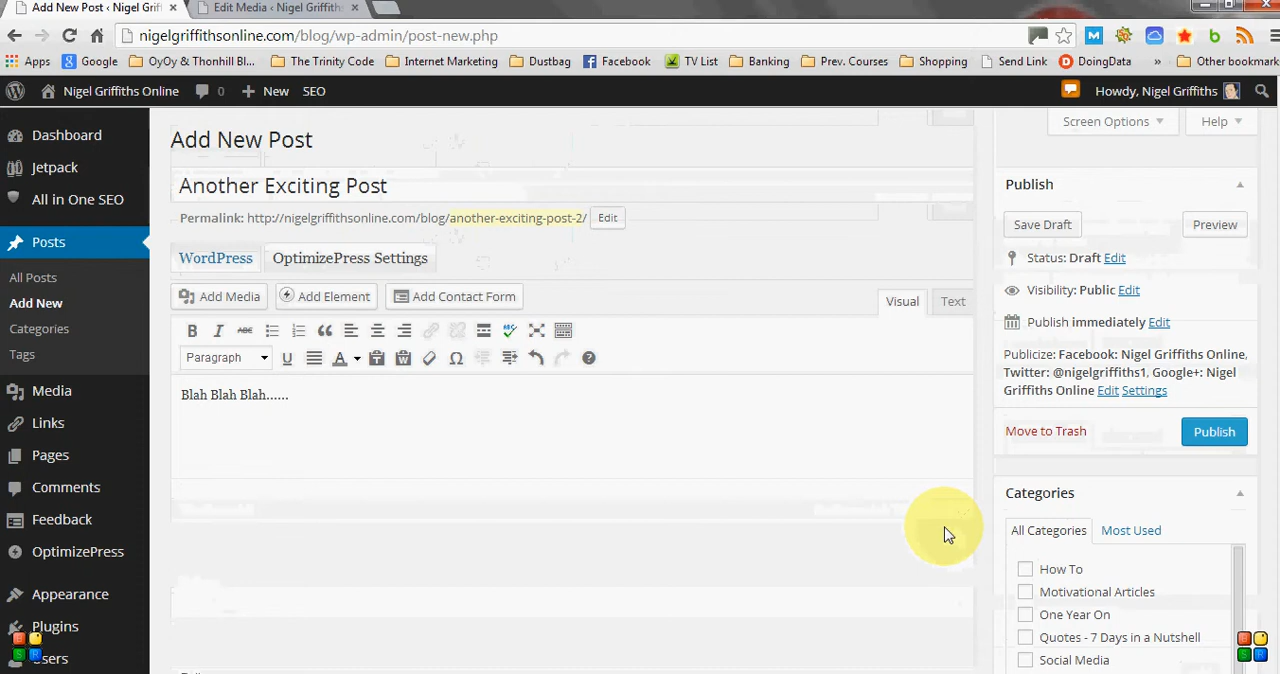 Add New Post ‹ Nigel Grif
Edit Media ‹ Nigel Griffiths
nigelgriffithsonline.com/blog/wp-admin/post-new.php
Apps Google OyOy & Thonhill Bl... The Trinity Code Internet Marketing Dustbag Facebook TV List Banking Prev. Courses Shopping Send Link DoingData » Other bookmark
Nigel Griffiths Online 0 New SEO Howdy, Nigel Griffiths
Screen Options Help
Dashboard
Jetpack
All in One SEO
Posts
All Posts
Add New
Categories
Tags
Media
Links
Pages
Comments
Feedback
OptimizePress
Appearance
Plugins
Users
Add New Post
Another Exciting Post
Permalink: http://nigelgriffithsonline.com/blog/another-exciting-post-2/ Edit
WordPress OptimizePress Settings
Add Media Add Element Add Contact Form Visual Text
B I ABC
Paragraph U A
Blah Blah Blah......
Publish
Save Draft Preview
Status: Draft Edit
Visibility: Public Edit
Publish immediately Edit
Publicize: Facebook: Nigel Griffiths Online,
Twitter: @nigelgriffiths1, Google+: Nigel
Griffiths Online Edit Settings
Move to Trash Publish
Categories
All Categories Most Used
How To
Motivational Articles
One Year On
Quotes - 7 Days in a Nutshell
Social Media